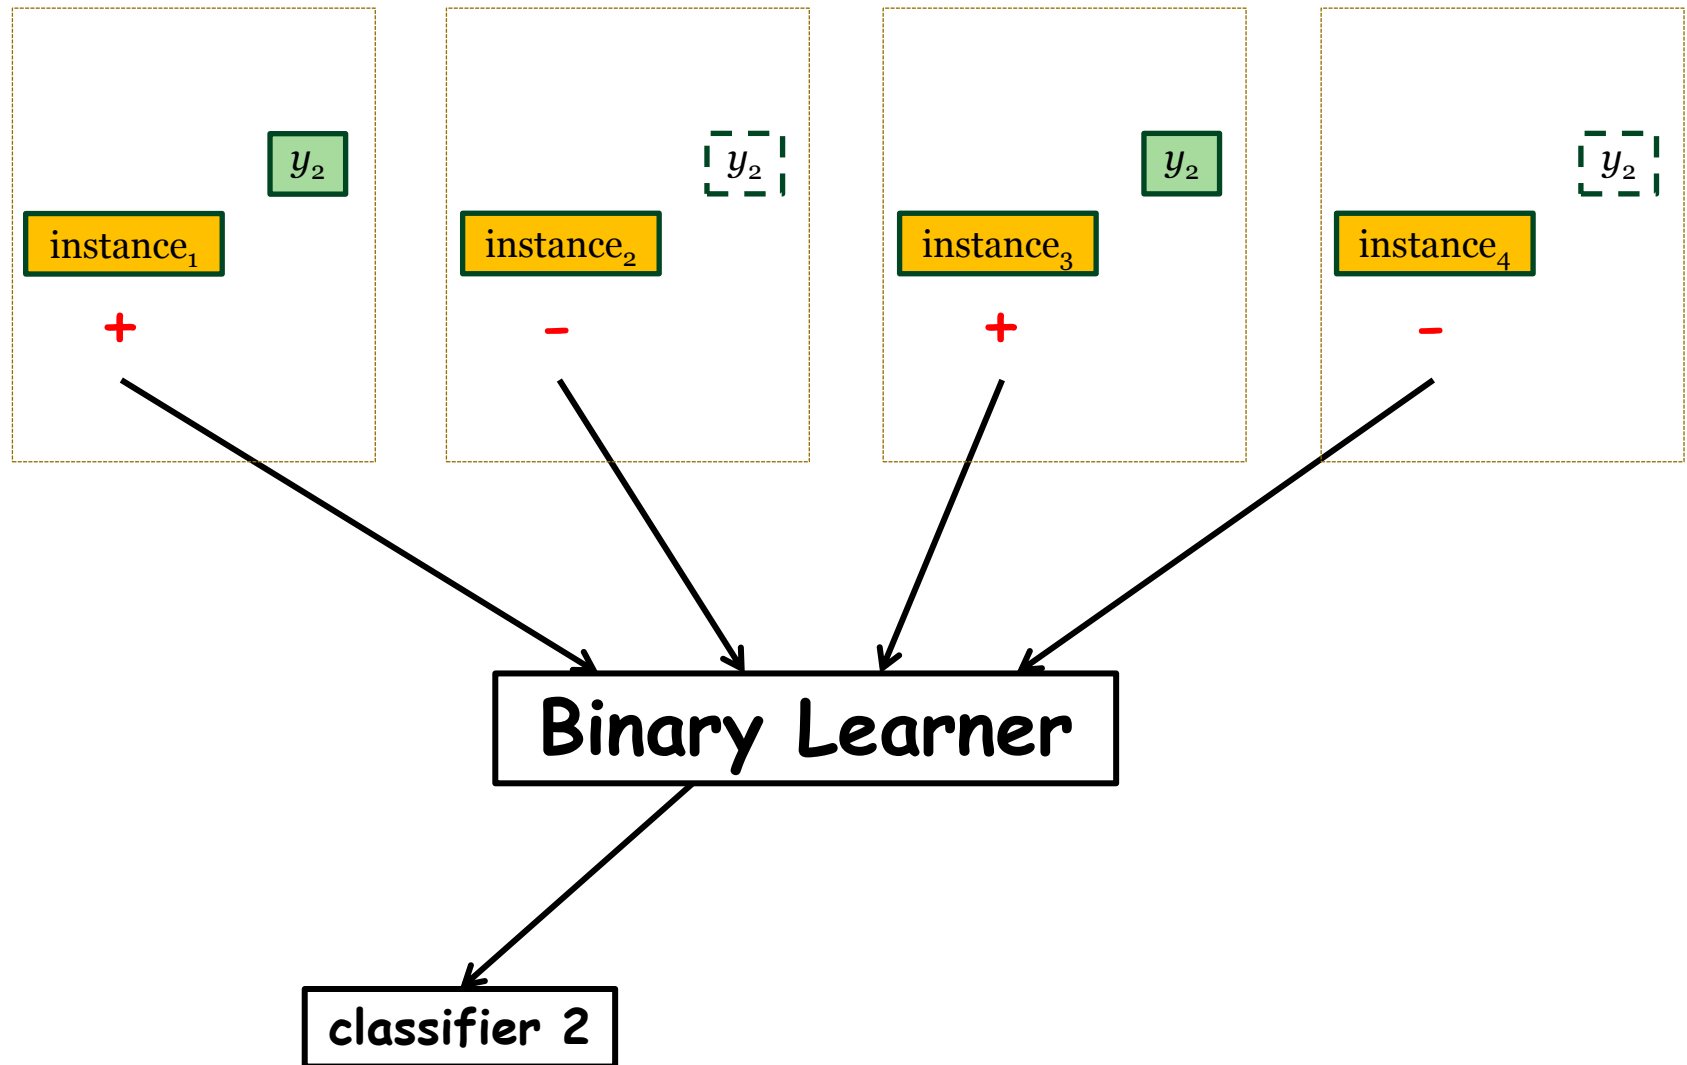 y₂ y₂ y₂ y₂
instance₁ instance₂ instance₃ instance₄
+ - + -
Binary Learner
classifier 2